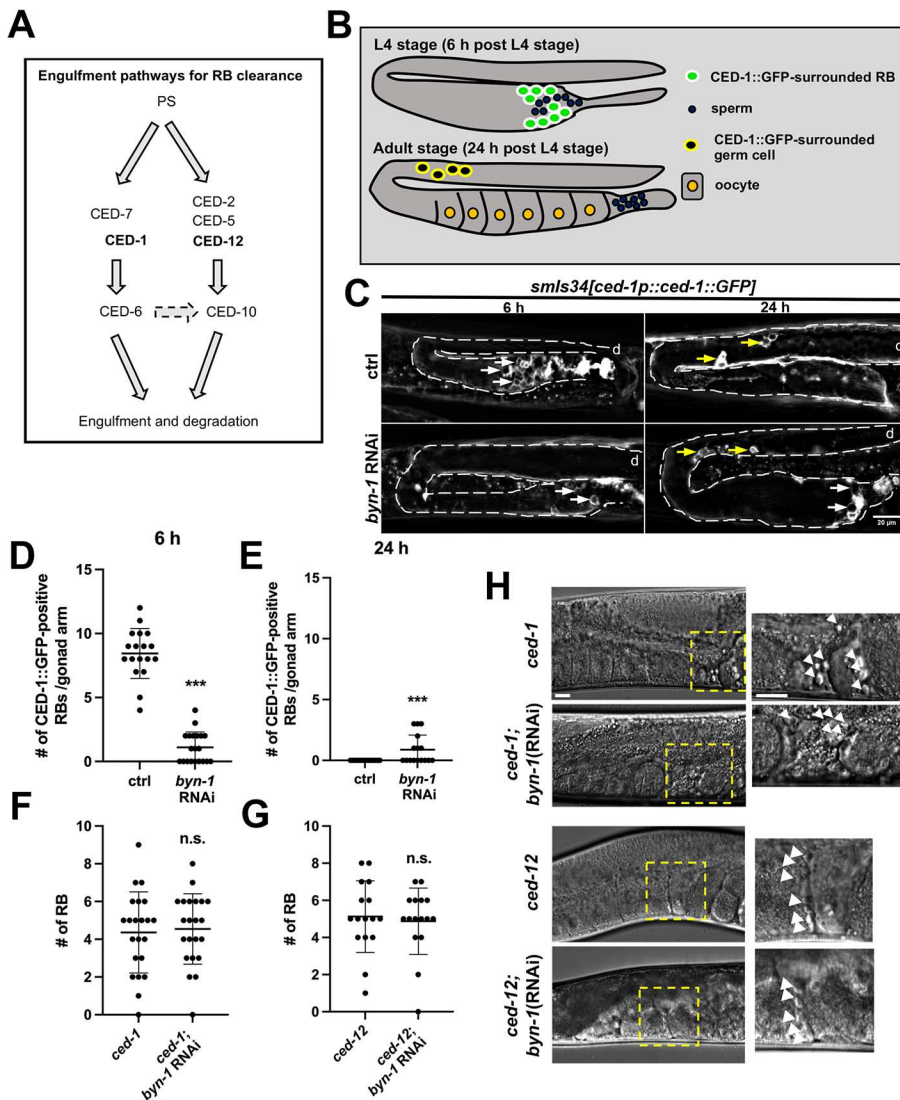 A
Engulfment pathways for RB clearance
PS
CED-7
CED-1
CED-2
CED-5
CED-12
CED-6
CED-10
Engulfment and degradation
B
L4 stage (6 h post L4 stage)
Adult stage (24 h post L4 stage)
CED-1::GFP-surrounded RB
sperm
CED-1::GFP-surrounded
germ cell
oocyte
C
smIs34[ced-1p::ced-1::GFP]
6 h
24 h
ctrl
d
d
byn-1 RNAi
d
d
20 µm
D
6 h
# of CED-1::GFP-positive
RBs /gonad arm
15
10
5
0
***
ctrl
byn-1
RNAi
E
24 h
# of CED-1::GFP-positive
RBs /gonad arm
15
10
5
0
***
ctrl
byn-1
RNAi
F
# of RB
10
8
6
4
2
0
n.s.
ced-1
ced-1;
byn-1 RNAi
G
# of RB
10
8
6
4
2
0
n.s.
ced-12
ced-12;
byn-1 RNAi
H
ced-1
ced-1;
byn-1(RNAi)
ced-12
ced-12;
byn-1(RNAi)